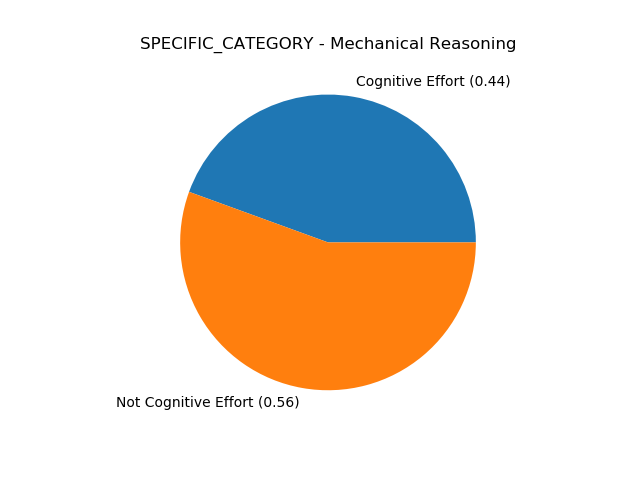 SPECIFIC_CATEGORY - Mechanical Reasoning
Cognitive Effort (0.44)
Not Cognitive Effort (0.56)